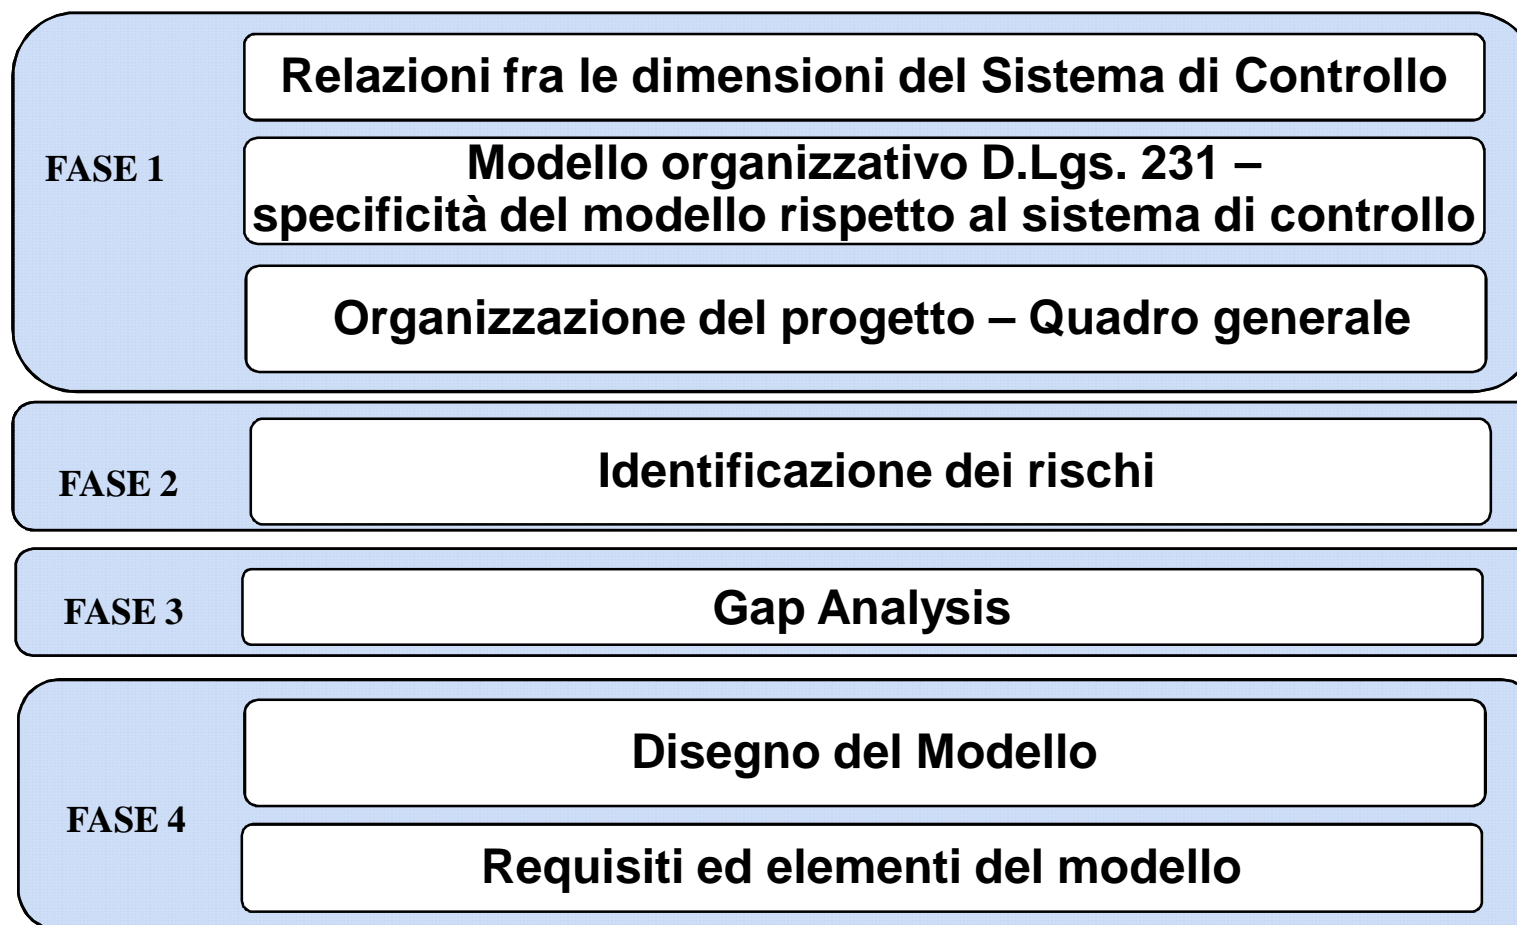 Relazioni fra le dimensioni del Sistema di Controllo
FASE 1
Modello organizzativo D.Lgs. 231 –
specificità del modello rispetto al sistema di controllo
Organizzazione del progetto – Quadro generale
FASE 2
Identificazione dei rischi
FASE 3
Gap Analysis
Disegno del Modello
FASE 4
Requisiti ed elementi del modello